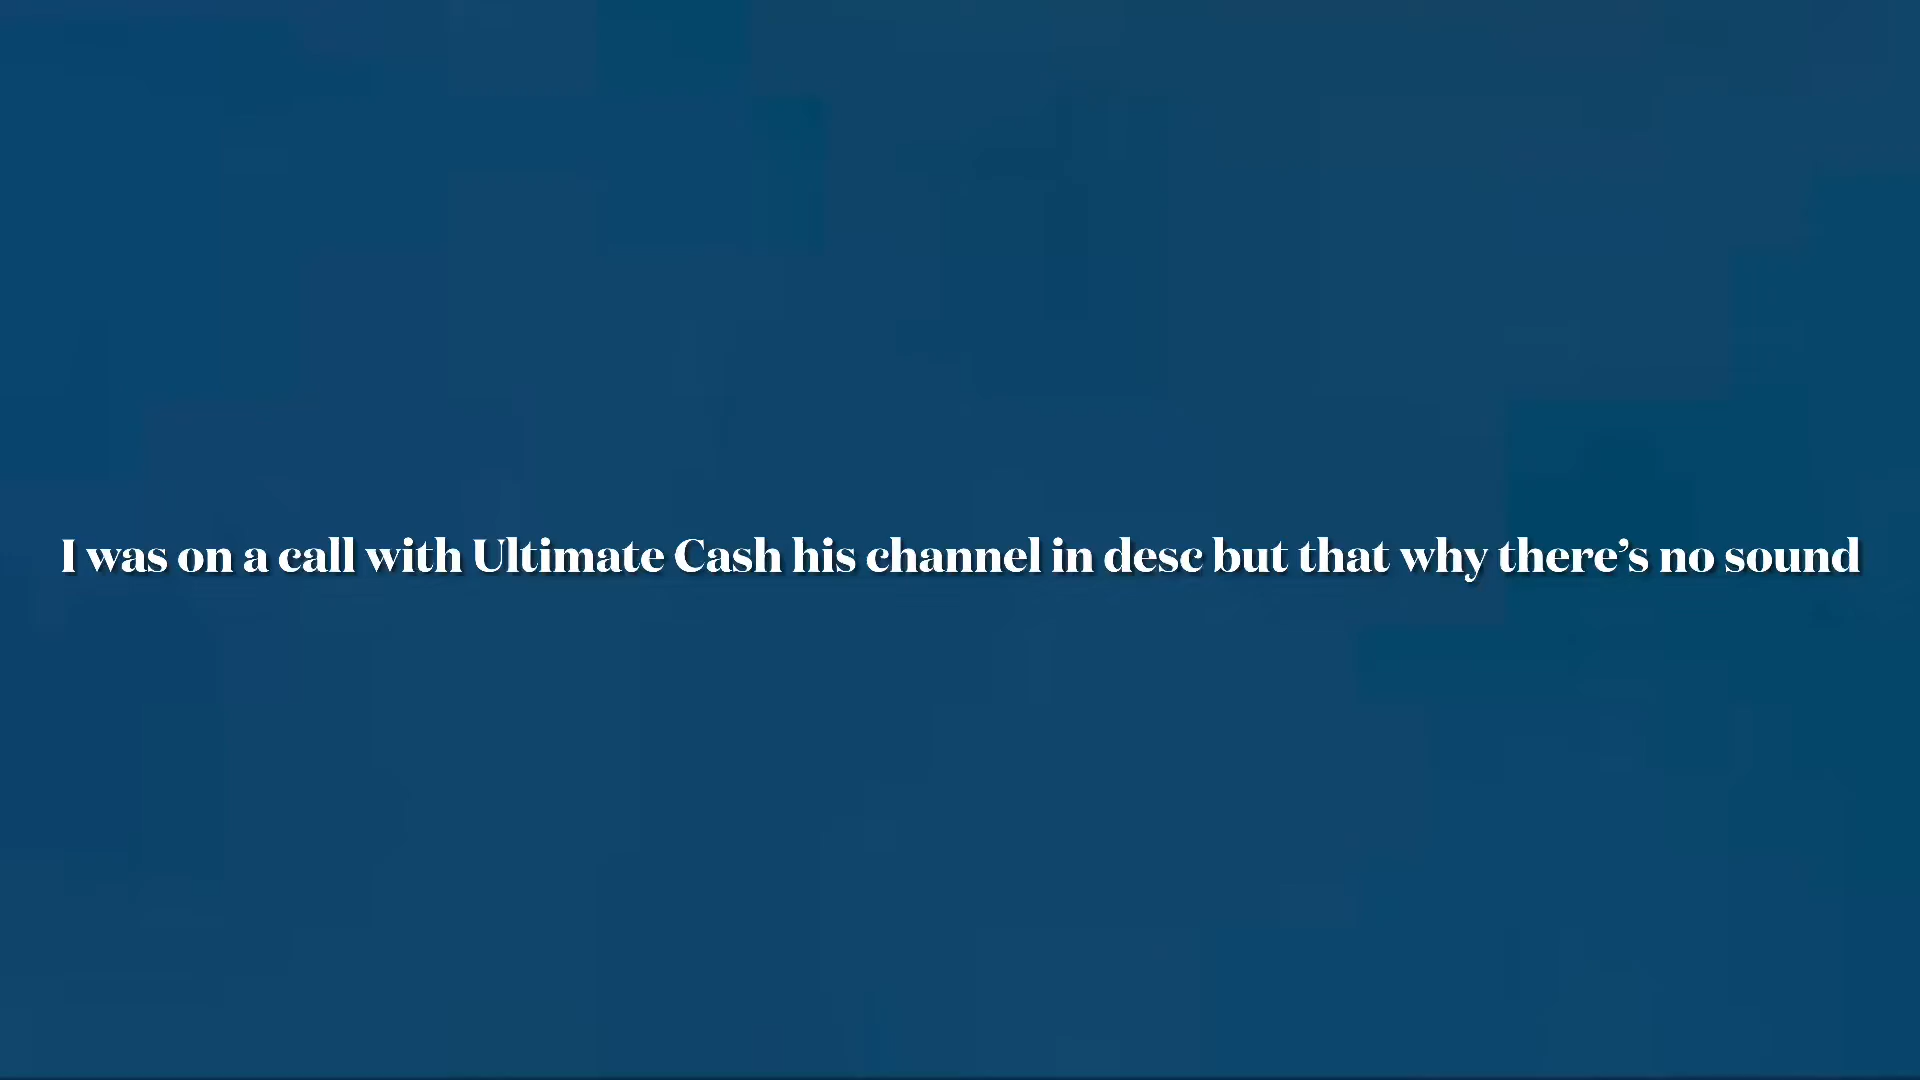 I was on a call with Ultimate Cash his channel in desc but that why there’s no sound